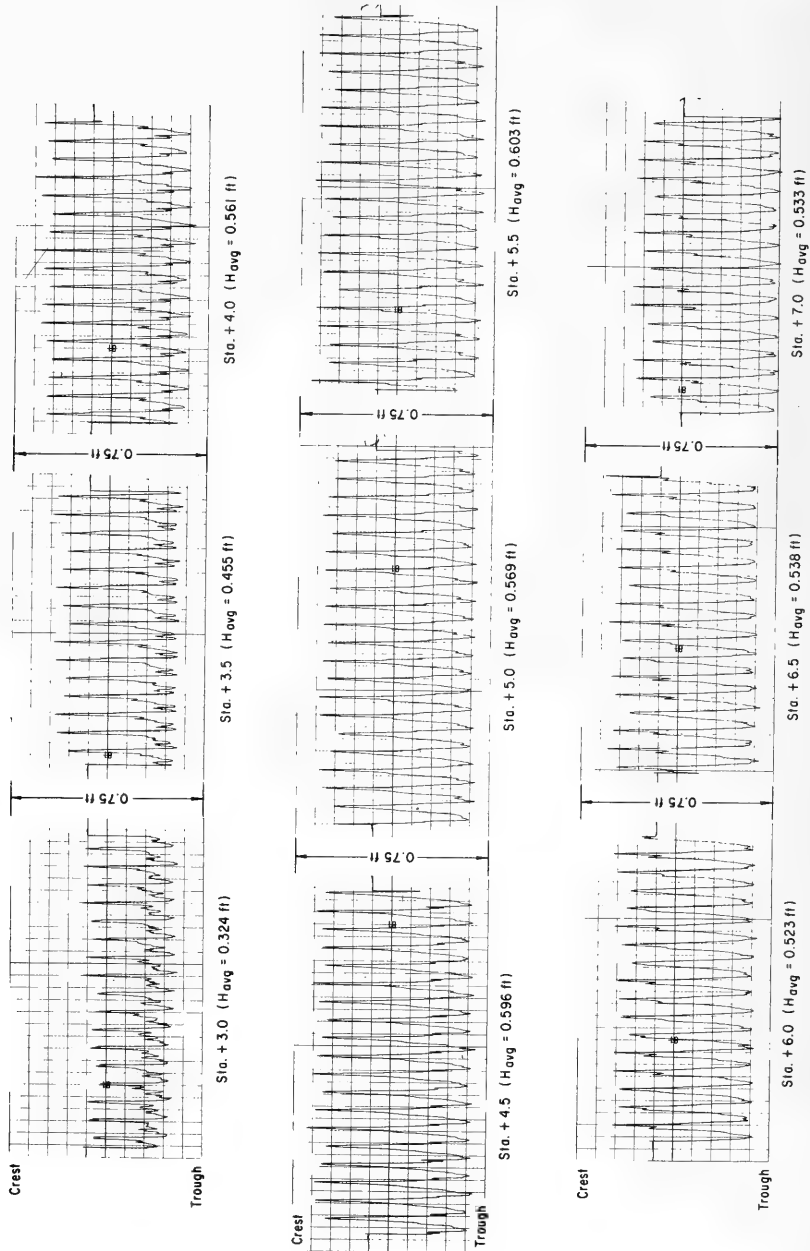 Crest
Trough
0.75 ft
0.75 ft
Sta. + 3.0 ( Havg = 0.324 ft)
Sta. + 3.5 ( Havg = 0.455 ft)
Sta. + 4.0 ( Havg = 0.561 ft)
Crest
Trough
0.75 ft
0.75 ft
Sta. + 4.5 ( Havg = 0.596 ft)
Sta. + 5.0 ( Havg = 0.569 ft)
Sta. + 5.5 ( Havg = 0.603 ft)
Crest
Trough
0.75 ft
0.75 ft
Sta. + 6.0 ( Havg = 0.523 ft)
Sta. + 6.5 ( Havg = 0.538 ft)
Sta. + 7.0 ( Havg = 0.533 ft)